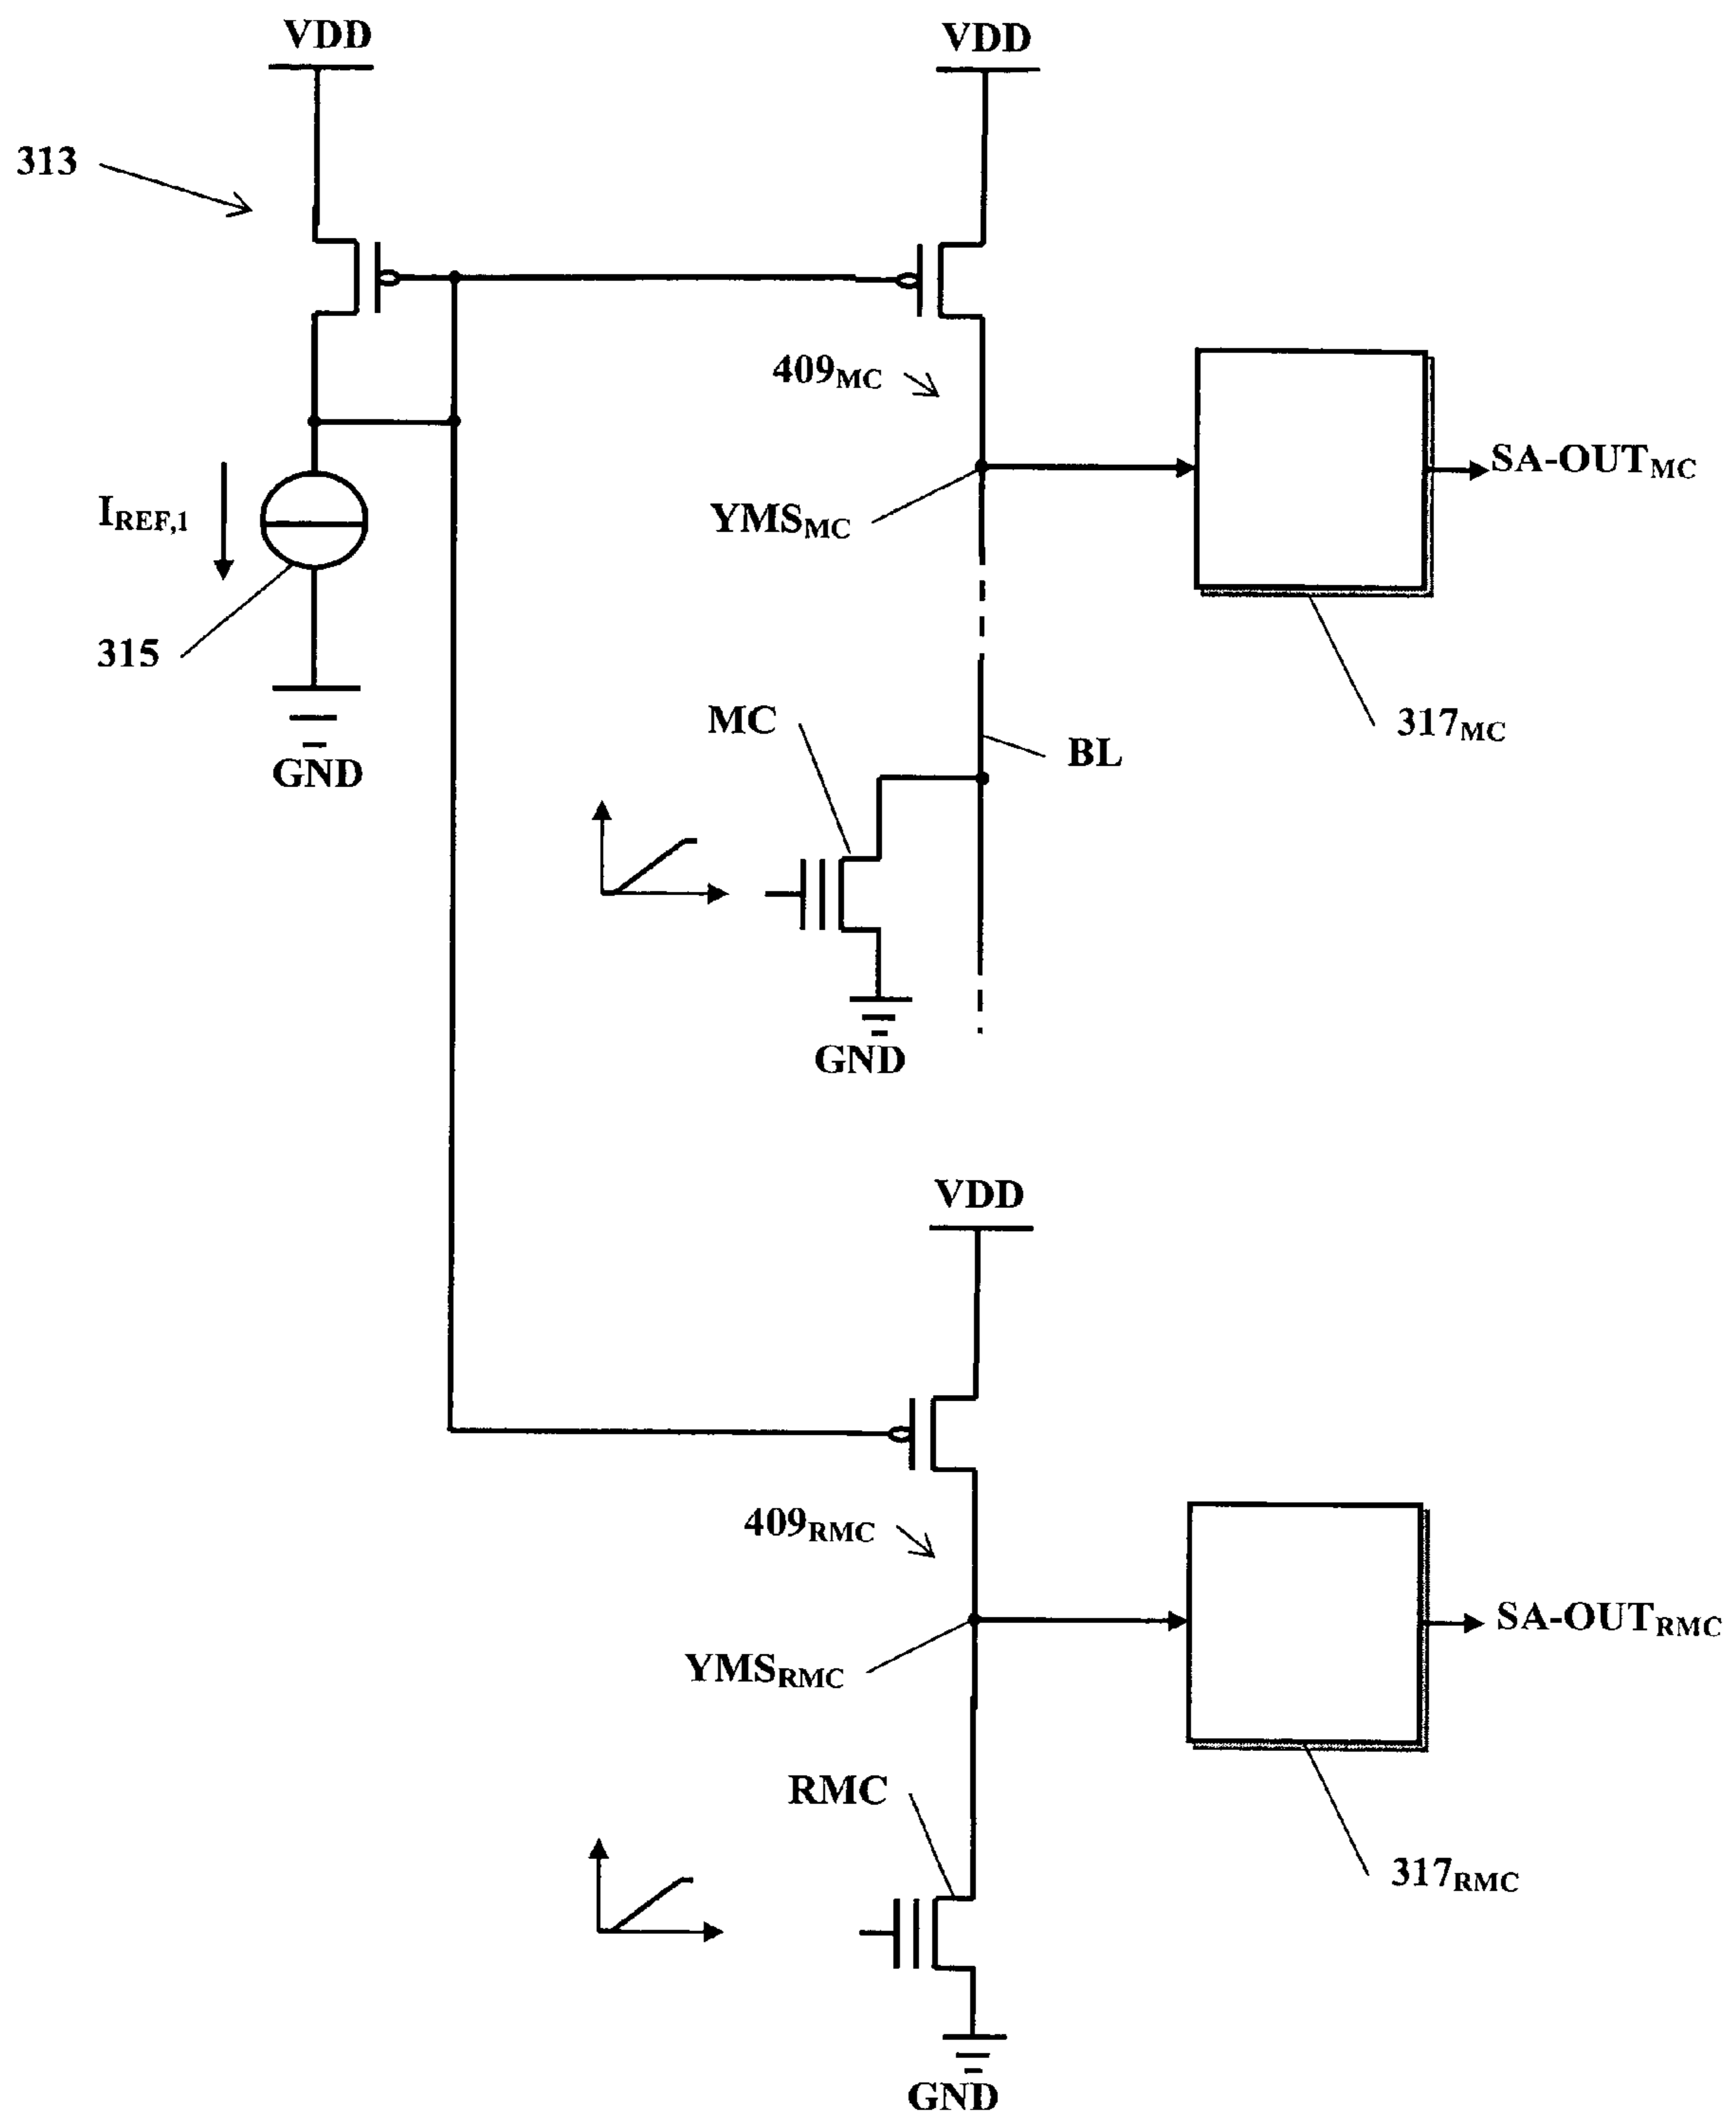 VDD
VDD
313
409MC
SA-OUTMC
IREF,1
YMSMC
315
MC
317MC
BL
GND
GND
VDD
409RMC
SA-OUTRMC
YMSRMC
RMC
317RMC
GND